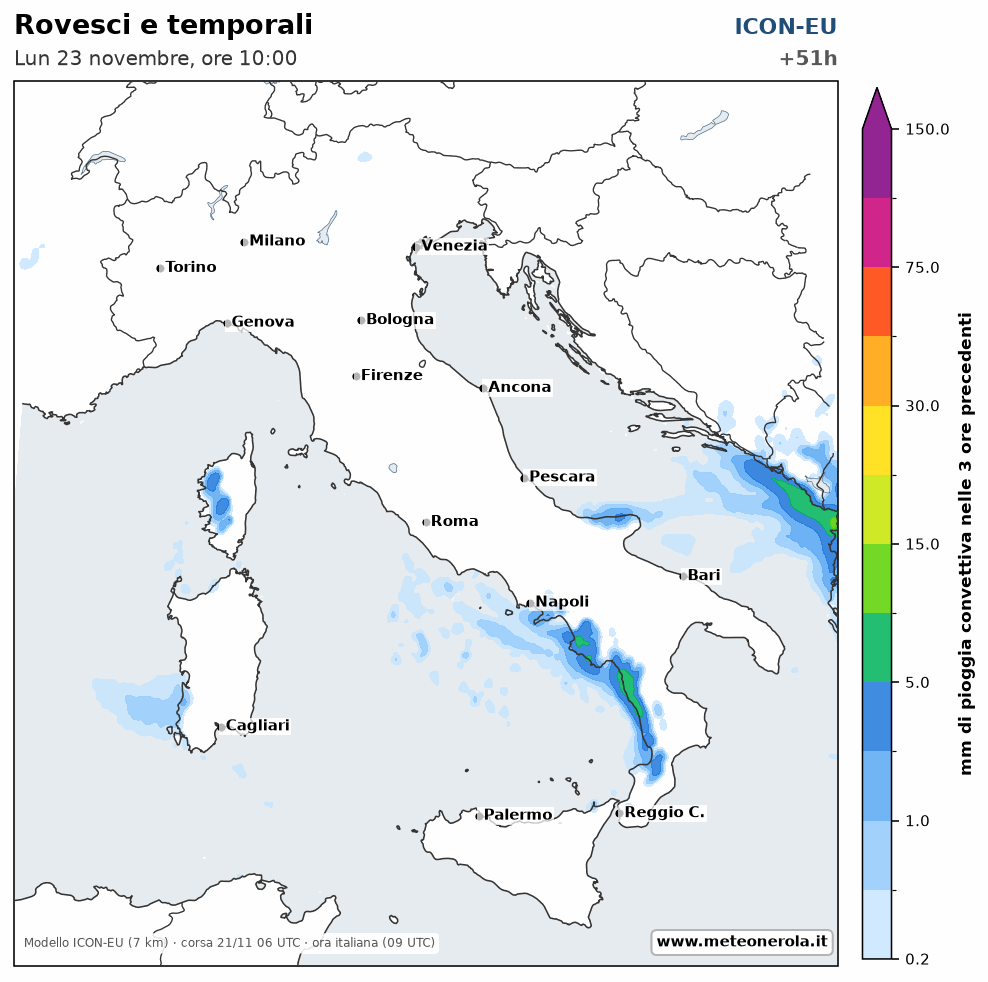 Rovesci e temporali
ICON-EU
Lun 23 novembre, ore 10:00
+51h
150.0
75.0
30.0
15.0
5.0
1.0
0.2
mm di pioggia convettiva nelle 3 ore precedenti
Milano
Venezia
Torino
Genova
Bologna
Firenze
Ancona
Pescara
Roma
Bari
Napoli
Cagliari
Palermo
Reggio C.
Modello ICON-EU (7 km) · corsa 21/11 06 UTC · ora italiana (09 UTC)
www.meteonerola.it